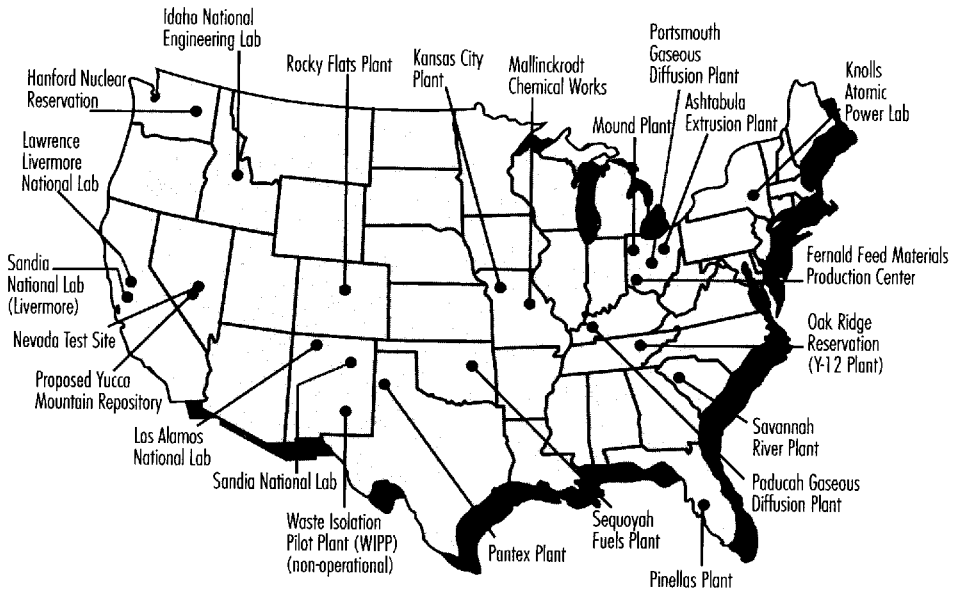 Idaho National
Engineering Lab
Hanford Nuclear
Reservation
Lawrence
Livermore
National Lab
Sandia
National Lab
(Livermore)
Nevada Test Site
Proposed Yucca
Mountain Repository
Los Alamos
National Lab
Sandia National Lab
Waste Isolation
Pilot Plant (WIPP)
(non-operational)
Rocky Flats Plant
Kansas City
Plant
Mallinckrodt
Chemical Works
Mound Plant
Portsmouth
Gaseous
Diffusion Plant
Ashtabula
Extrusion Plant
Knolls
Atomic
Power Lab
Fernald Feed Materials
Production Center
Oak Ridge
Reservation
(Y-12 Plant)
Savannah
River Plant
Paducah Gaseous
Diffusion Plant
Sequoyah
Fuels Plant
Pantex Plant
Pinellas Plant